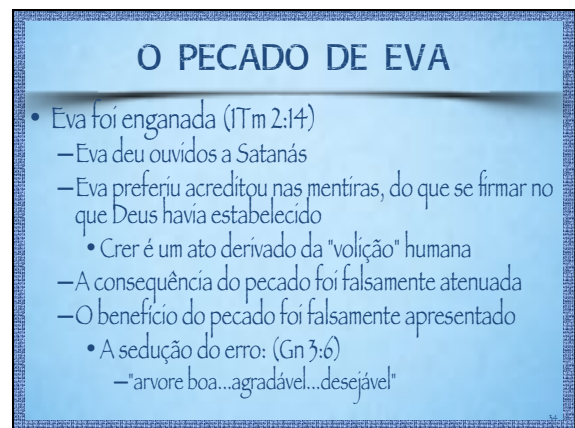 O PECADO DE EVA
• Eva foi enganada (1Tm 2:14)
–Eva deu ouvidos a Satanás
–Eva preferiu acreditou nas mentiras, do que se firmar no
que Deus havia estabelecido
• Crer é um ato derivado da "volição" humana
–A consequência do pecado foi falsamente atenuada
–O benefício do pecado foi falsamente apresentado
• A sedução do erro: (Gn 3:6)
–"arvore boa...agradável...desejável"
34